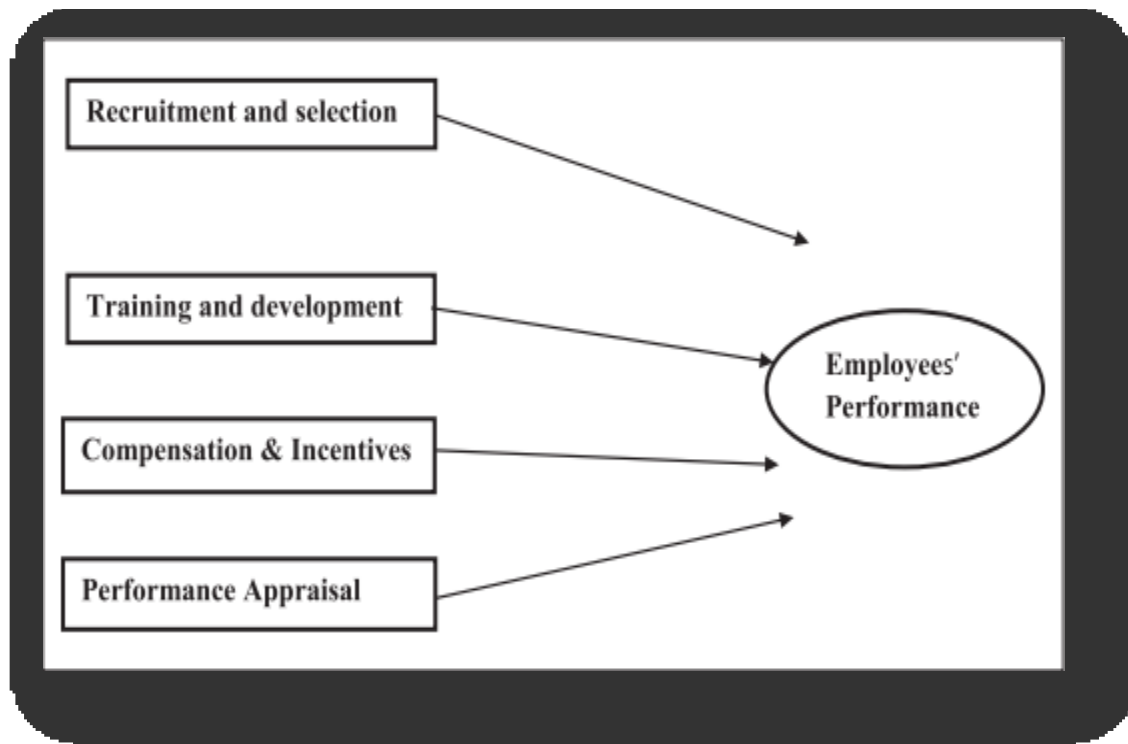 Recruitment and selection
Training and development
Employees'
Performance
Compensation & Incentives
Performance Appraisal